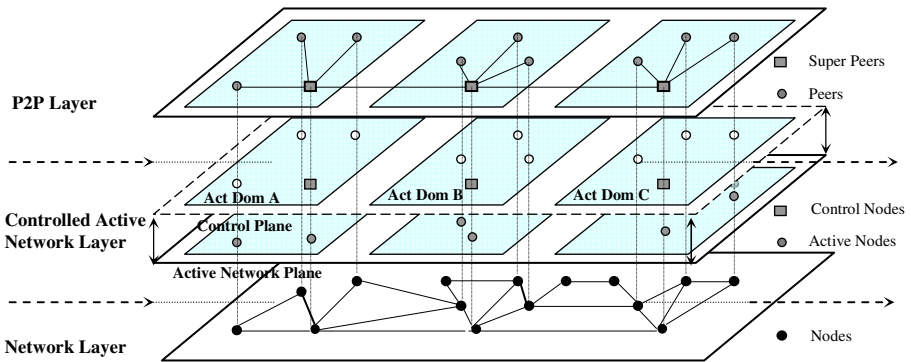 Super Peers
P2P Layer
Peers
Act Dom A
Act Dom B
Act Dom C
Controlled Active
Network Layer
Control Plane
Control Nodes
Active Nodes
Active Network Plane
Nodes
Network Layer